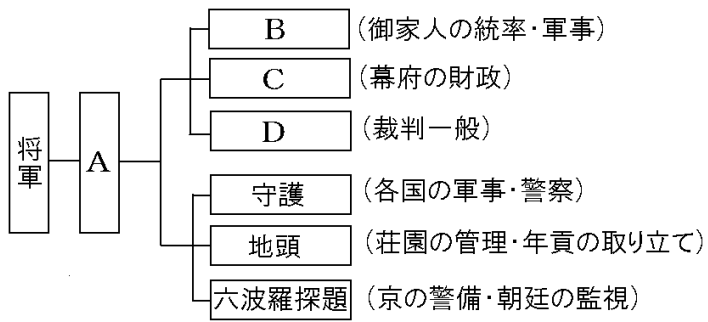 将軍
A
B (御家人の統率・軍事)
C (幕府の財政)
D (裁判一般)
守護 (各国の軍事・警察)
地頭 (荘園の管理・年貢の取り立て)
六波羅探題 (京の警備・朝廷の監視)